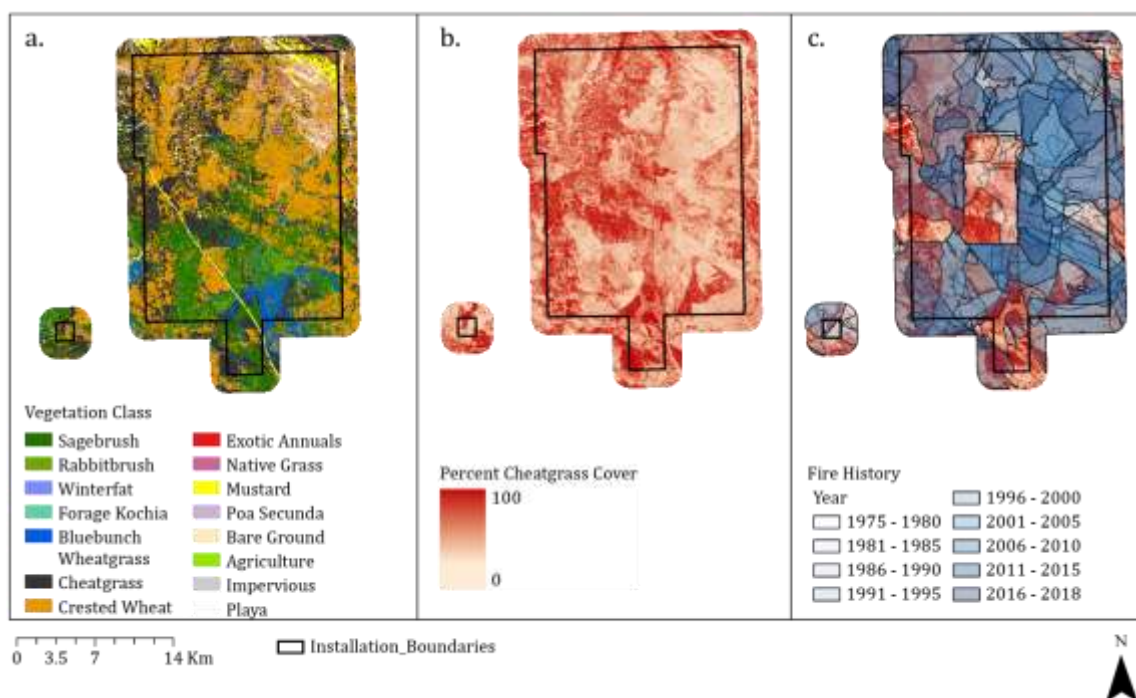 a.
b.
c.
Vegetation Class
Sagebrush
Rabbitbrush
Winterfat
Forage Kochia
Bluebunch
Wheatgrass
Cheatgrass
Crested Wheat
Exotic Annuals
Native Grass
Mustard
Poa Secunda
Bare Ground
Agriculture
Impervious
Playa
Percent Cheatgrass Cover
100
0
Fire History
Year
1975 - 1980
1981 - 1985
1986 - 1990
1991 - 1995
1996 - 2000
2001 - 2005
2006 - 2010
2011 - 2015
2016 - 2018
0 3.5 7 14 Km
Installation_Boundaries
N